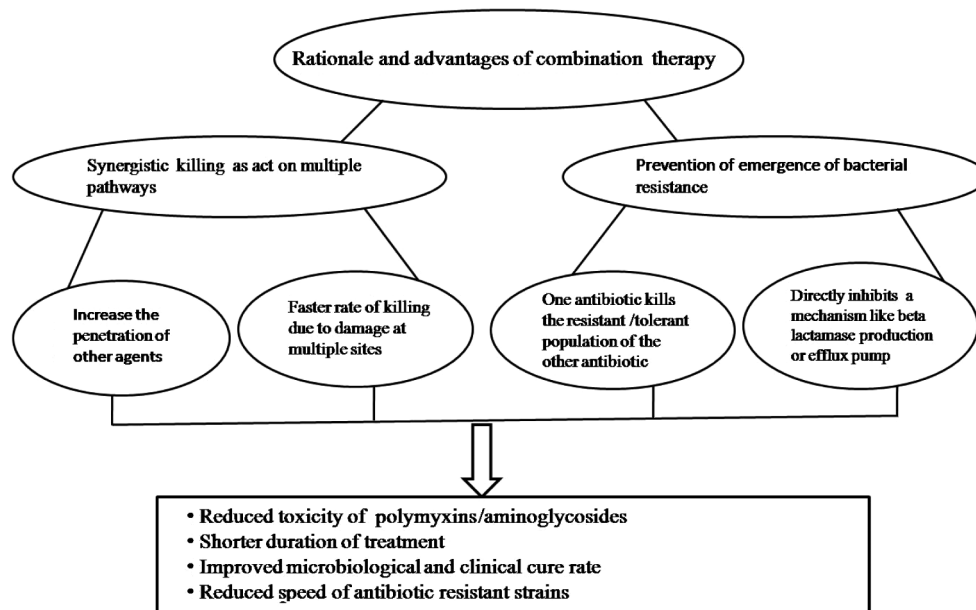 Rationale and advantages of combination therapy
Synergistic killing as act on multiple
pathways
Prevention of emergence of bacterial
resistance
Increase the
penetration of
other agents
Faster rate of killing
due to damage at
multiple sites
One antibiotic kills
the resistant /tolerant
population of the
other antibiotic
Directly inhibits a
mechanism like beta
lactamase production
or efflux pump
• Reduced toxicity of polymyxins/aminoglycosides
• Shorter duration of treatment
• Improved microbiological and clinical cure rate
• Reduced speed of antibiotic resistant strains